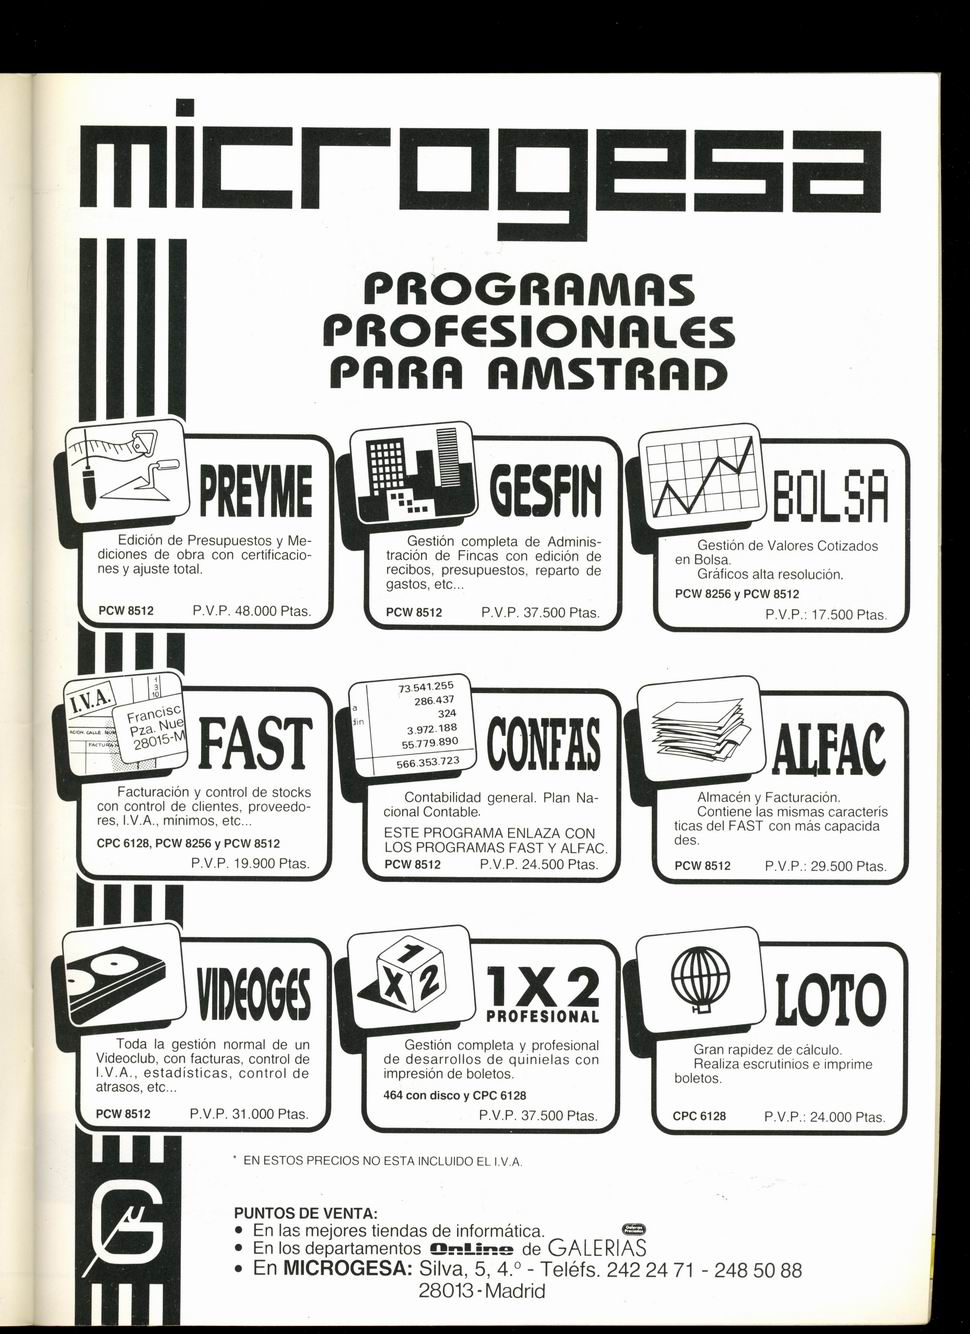 microgesa
PROGRAMAS
PROFESIONALES
PARA AMSTRAD
PREYME
Edición de Presupuestos y Me-
diciones de obra con certificacio-
nes y ajuste total.
PCW 8512 P.V.P. 48.000 Ptas.
GESFIN
Gestión completa de Adminis-
tración de Fincas con edición de
recibos, presupuestos, reparto de
gastos, etc...
PCW 8512 P.V.P. 37.500 Ptas.
BOLSA
Gestión de Valores Cotizados
en Bolsa.
Gráficos alta resolución.
PCW 8256 y PCW 8512
P.V.P.: 17.500 Ptas.
I.V.A.
1
3
10
Francisc
Pza. Nue
28015-M
FACTURA
FAST
Facturación y control de stocks
con control de clientes, proveedo-
res, I.V.A., mínimos, etc...
CPC 6128, PCW 8256 y PCW 8512
P.V.P. 19.900 Ptas.
73.541.255
a 286.437
din 324
3.972.188
55.779.890
566.353.723
CONFAS
Contabilidad general. Plan Na-
cional Contable.
ESTE PROGRAMA ENLAZA CON
LOS PROGRAMAS FAST Y ALFAC.
PCW 8512 P.V.P. 24.500 Ptas.
ALFAC
Almacén y Facturación.
Contiene las mismas caracterís
ticas del FAST con más capacida
des.
PCW 8512 P.V.P.: 29.500 Ptas.
VIDEOGES
Toda la gestión normal de un
Videoclub, con facturas, control de
I.V.A., estadísticas, control de
atrasos, etc...
PCW 8512 P.V.P. 31.000 Ptas.
1
X 2
1X2
PROFESIONAL
Gestión completa y profesional
de desarrollos de quinielas con
impresión de boletos.
464 con disco y CPC 6128
P.V.P. 37.500 Ptas.
LOTO
Gran rapidez de cálculo.
Realiza escrutinios e imprime
boletos.
CPC 6128 P.V.P.: 24.000 Ptas.
* EN ESTOS PRECIOS NO ESTA INCLUIDO EL I.V.A.
PUNTOS DE VENTA:
• En las mejores tiendas de informática.
• En los departamentos OnLine de GALERIAS
• En MICROGESA: Silva, 5, 4.º - Teléfs. 242 24 71 - 248 50 88
28013 - Madrid